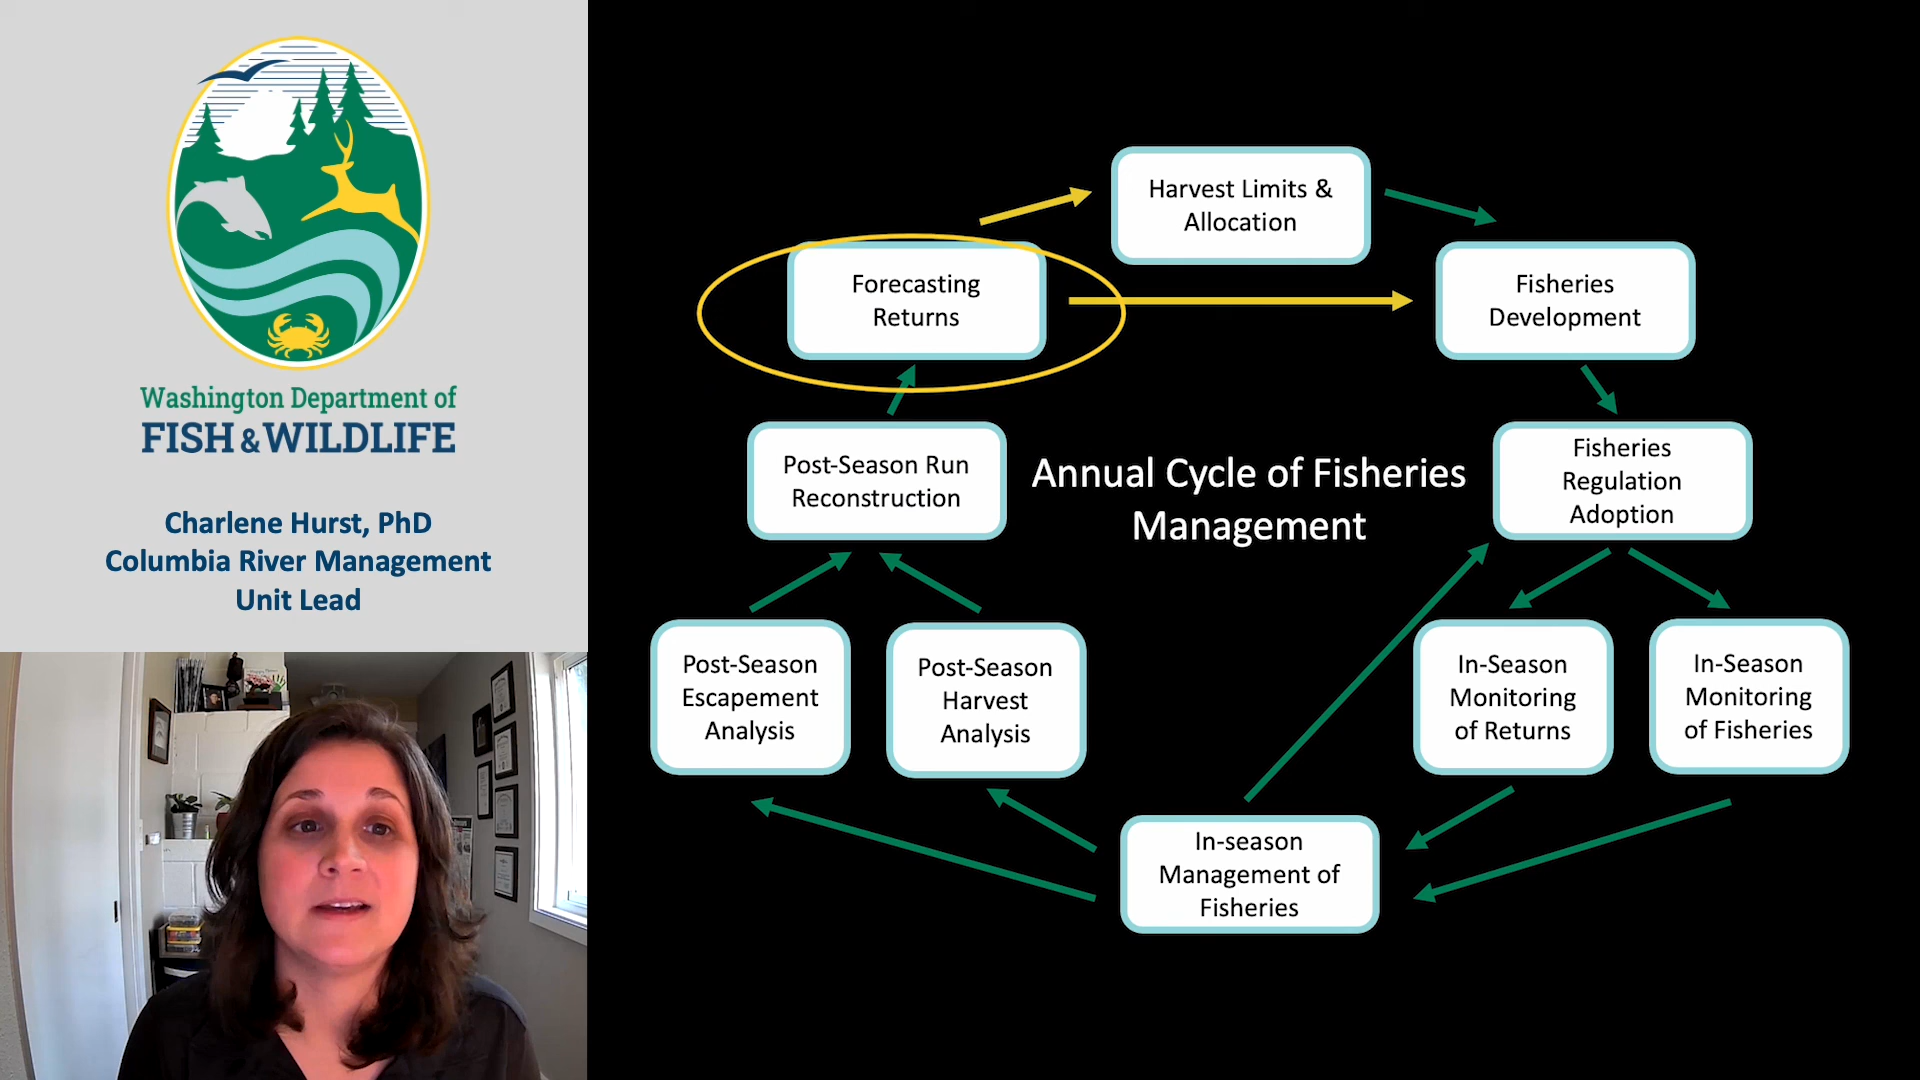 Washington Department of
FISH & WILDLIFE
Charlene Hurst, PhD
Columbia River Management
Unit Lead
Harvest Limits &
Allocation
Forecasting
Returns
Fisheries
Development
Post-Season Run
Reconstruction
Annual Cycle of Fisheries
Management
Fisheries
Regulation
Adoption
Post-Season
Escapement
Analysis
Post-Season
Harvest
Analysis
In-Season
Monitoring
of Returns
In-Season
Monitoring
of Fisheries
In-season
Management of
Fisheries